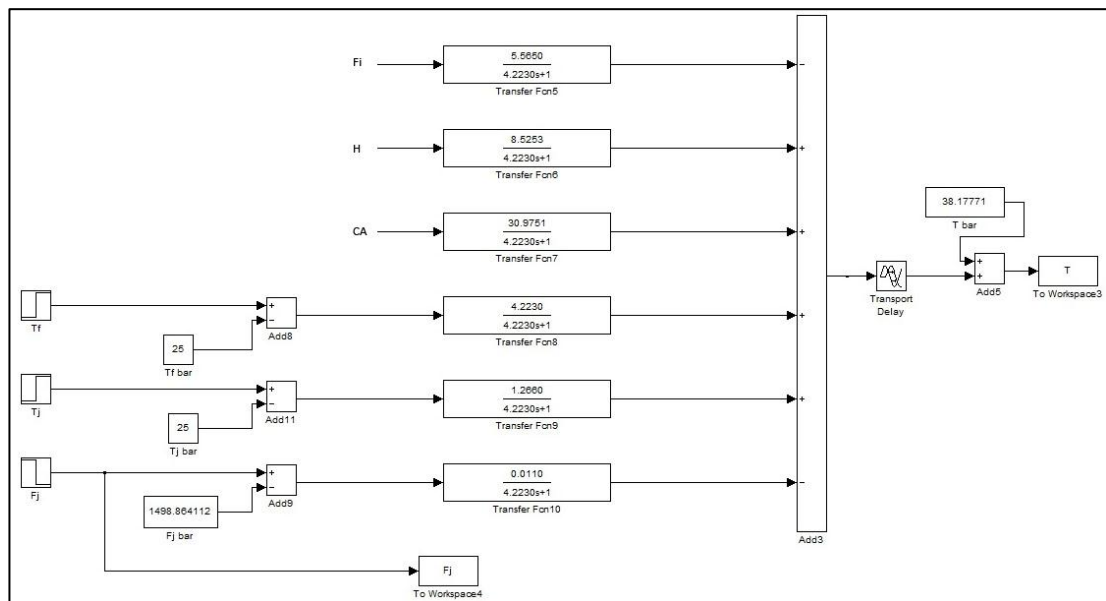 Fi
5.5650
4.2230s+1
Transfer Fcn5
−
H
8.5253
4.2230s+1
Transfer Fcn6
+
CA
30.9751
4.2230s+1
Transfer Fcn7
+
38.17771
T bar
+
+
Add5
T
To Workspace3
Transport
Delay
Tf
+
−
Add8
25
Tf bar
4.2230
4.2230s+1
Transfer Fcn8
+
Tj
+
−
Add11
25
Tj bar
1.2660
4.2230s+1
Transfer Fcn9
+
Fj
+
−
Add9
1498.864112
Fj bar
0.0110
4.2230s+1
Transfer Fcn10
−
Add3
Fj
To Workspace4